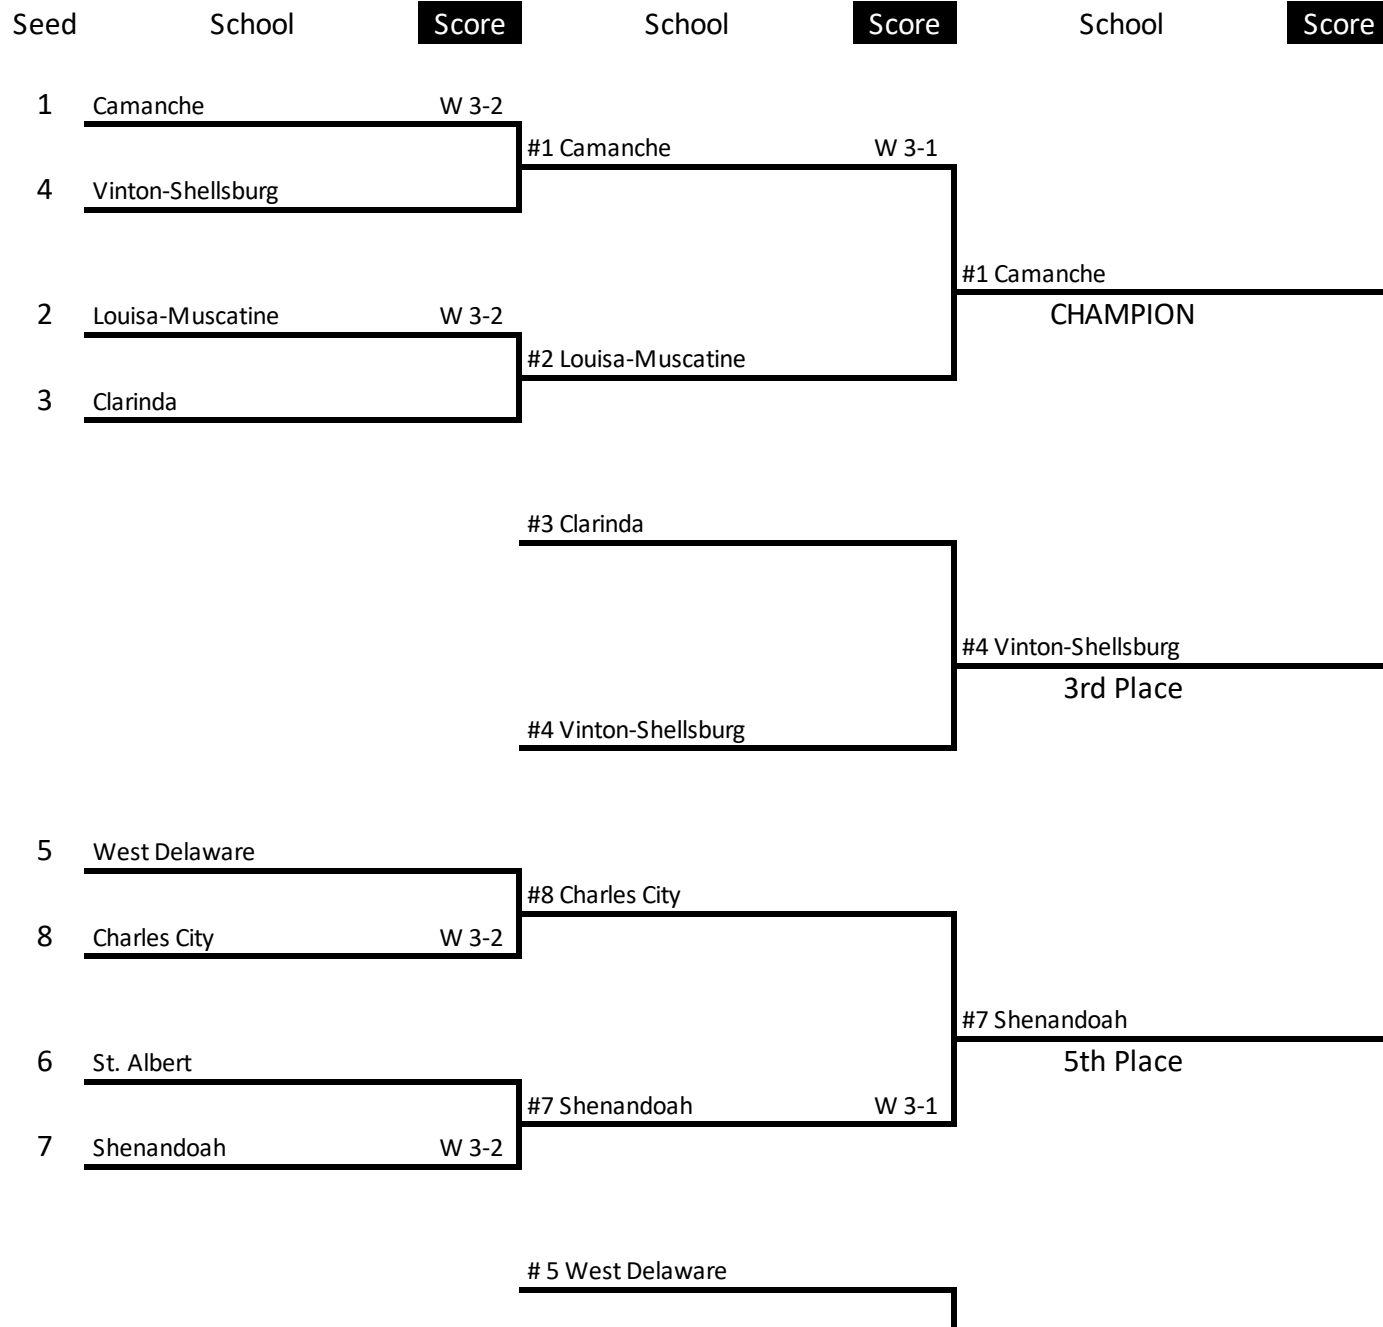 Seed School Score School Score School Score
1 Camanche W 3-2
#1 Camanche W 3-1
4 Vinton-Shellsburg
#1 Camanche
2 Louisa-Muscatine W 3-2
CHAMPION
#2 Louisa-Muscatine
3 Clarinda
#3 Clarinda
#4 Vinton-Shellsburg
3rd Place
#4 Vinton-Shellsburg
5 West Delaware
#8 Charles City
8 Charles City W 3-2
#7 Shenandoah
6 St. Albert
5th Place
#7 Shenandoah W 3-1
7 Shenandoah W 3-2
# 5 West Delaware